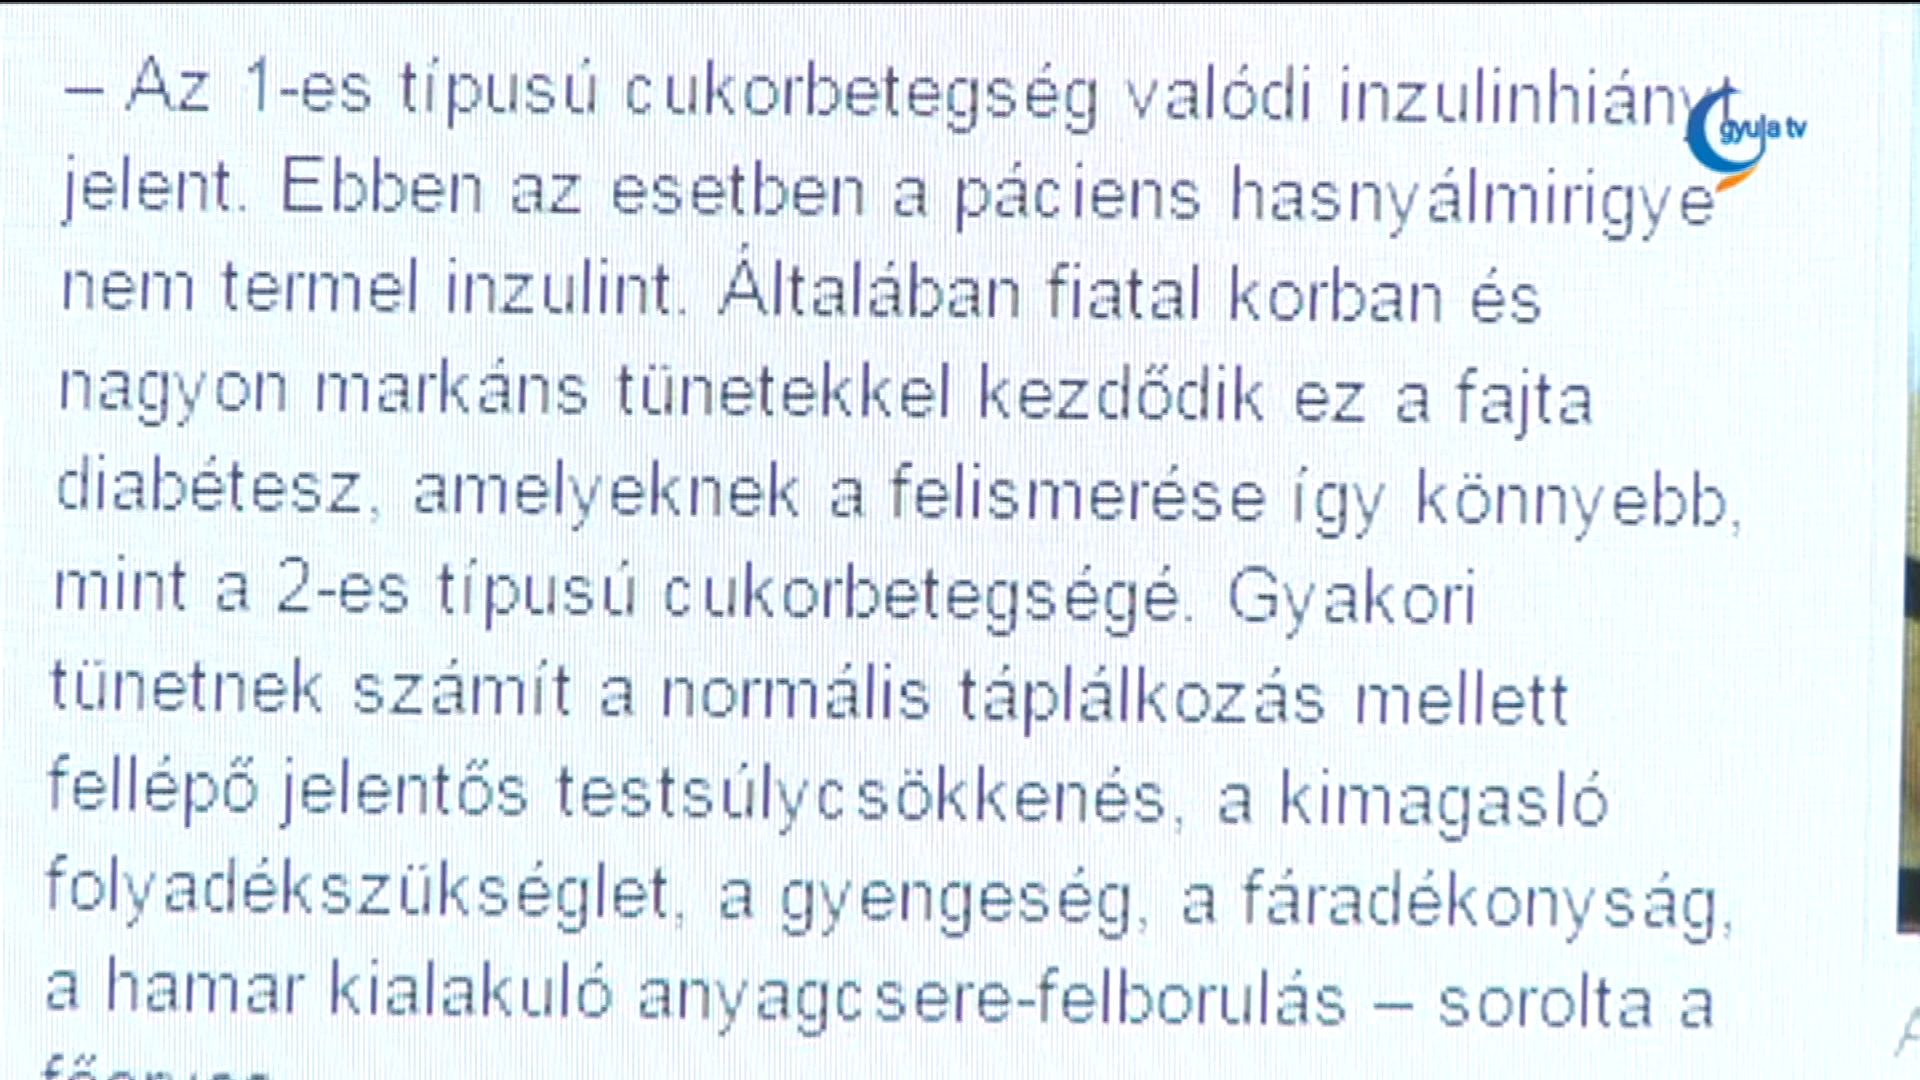 – Az 1-es típusú cukorbetegség valódi inzulinhiányt
gyula tv
jelent. Ebben az esetben a páciens hasnyálmirigye
nem termel inzulint. Általában fiatal korban és
nagyon markáns tünetekkel kezdődik ez a fajta
diabétesz, amelyeknek a felismerése így könnyebb,
mint a 2-es típusú cukorbetegségé. Gyakori
tünetnek számít a normális táplálkozás mellett
fellépő jelentős testsúlycsökkenés, a kimagasló
folyadékszükséglet, a gyengeség, a fáradékonyság,
a hamar kialakuló anyagcsere-felborulás – sorolta a